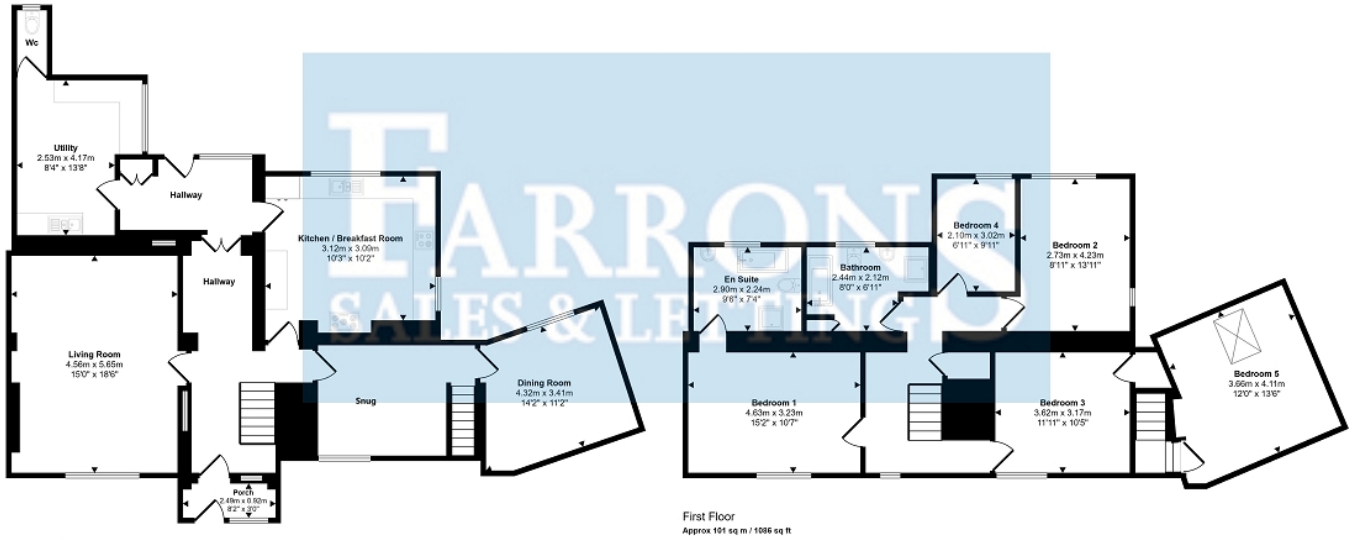 Wc
Utility
2.53m x 4.17m
8'4" x 13'8"
Hallway
Kitchen / Breakfast Room
3.12m x 3.09m
10'3" x 10'2"
Hallway
Living Room
4.56m x 5.65m
15'0" x 18'6"
Snug
Dining Room
4.32m x 3.41m
14'2" x 11'2"
Porch
2.49m x 0.92m
8'2" x 3'0"
FARRONS
SALES & LETTINGS
Bedroom 4
2.10m x 3.02m
6'11" x 9'11"
Bedroom 2
2.73m x 4.23m
8'11" x 13'11"
En Suite
2.90m x 2.24m
9'6" x 7'4"
Bathroom
2.44m x 2.12m
8'0" x 6'11"
Bedroom 1
4.63m x 3.23m
15'2" x 10'7"
Bedroom 3
3.62m x 3.17m
11'11" x 10'5"
Bedroom 5
3.66m x 4.11m
12'0" x 13'6"
First Floor
Approx 101 sq m / 1086 sq ft